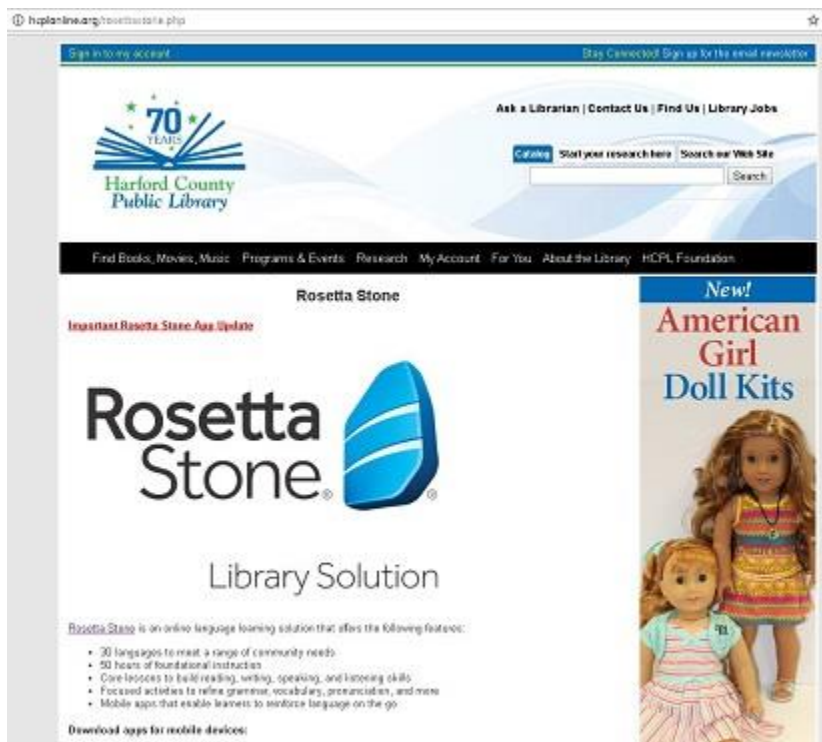 hcplonline.org/rosettastone.php
Sign in to my account
Stay Connected! Sign up for the email newsletter
70
YEARS
Harford County
Public Library
Ask a Librarian | Contact Us | Find Us | Library Jobs
Catalog Start your research here Search our Web Site
Search
Find Books, Movies, Music Programs & Events Research My Account For You About the Library HCPL Foundation
Rosetta Stone
Important Rosetta Stone App Update
New!
American
Girl
Doll Kits
Rosetta
Stone®
®
Library Solution
Rosetta Stone is an online language learning solution that offers the following features:
• 30 languages to meet a range of community needs
• 50 hours of foundational instruction
• Core lessons to build reading, writing, speaking, and listening skills
• Focused activities to refine grammar, vocabulary, pronunciation, and more
• Mobile apps that enable learners to reinforce language on the go
Download apps for mobile devices: